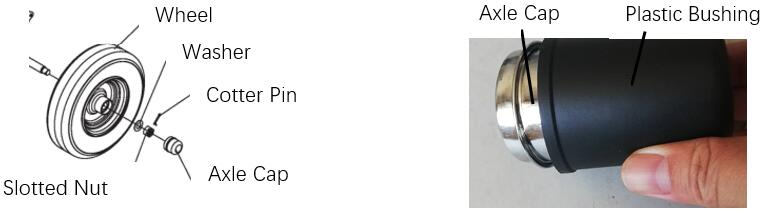 Wheel
Washer
Cotter Pin
Slotted Nut
Axle Cap
Axle Cap
Plastic Bushing